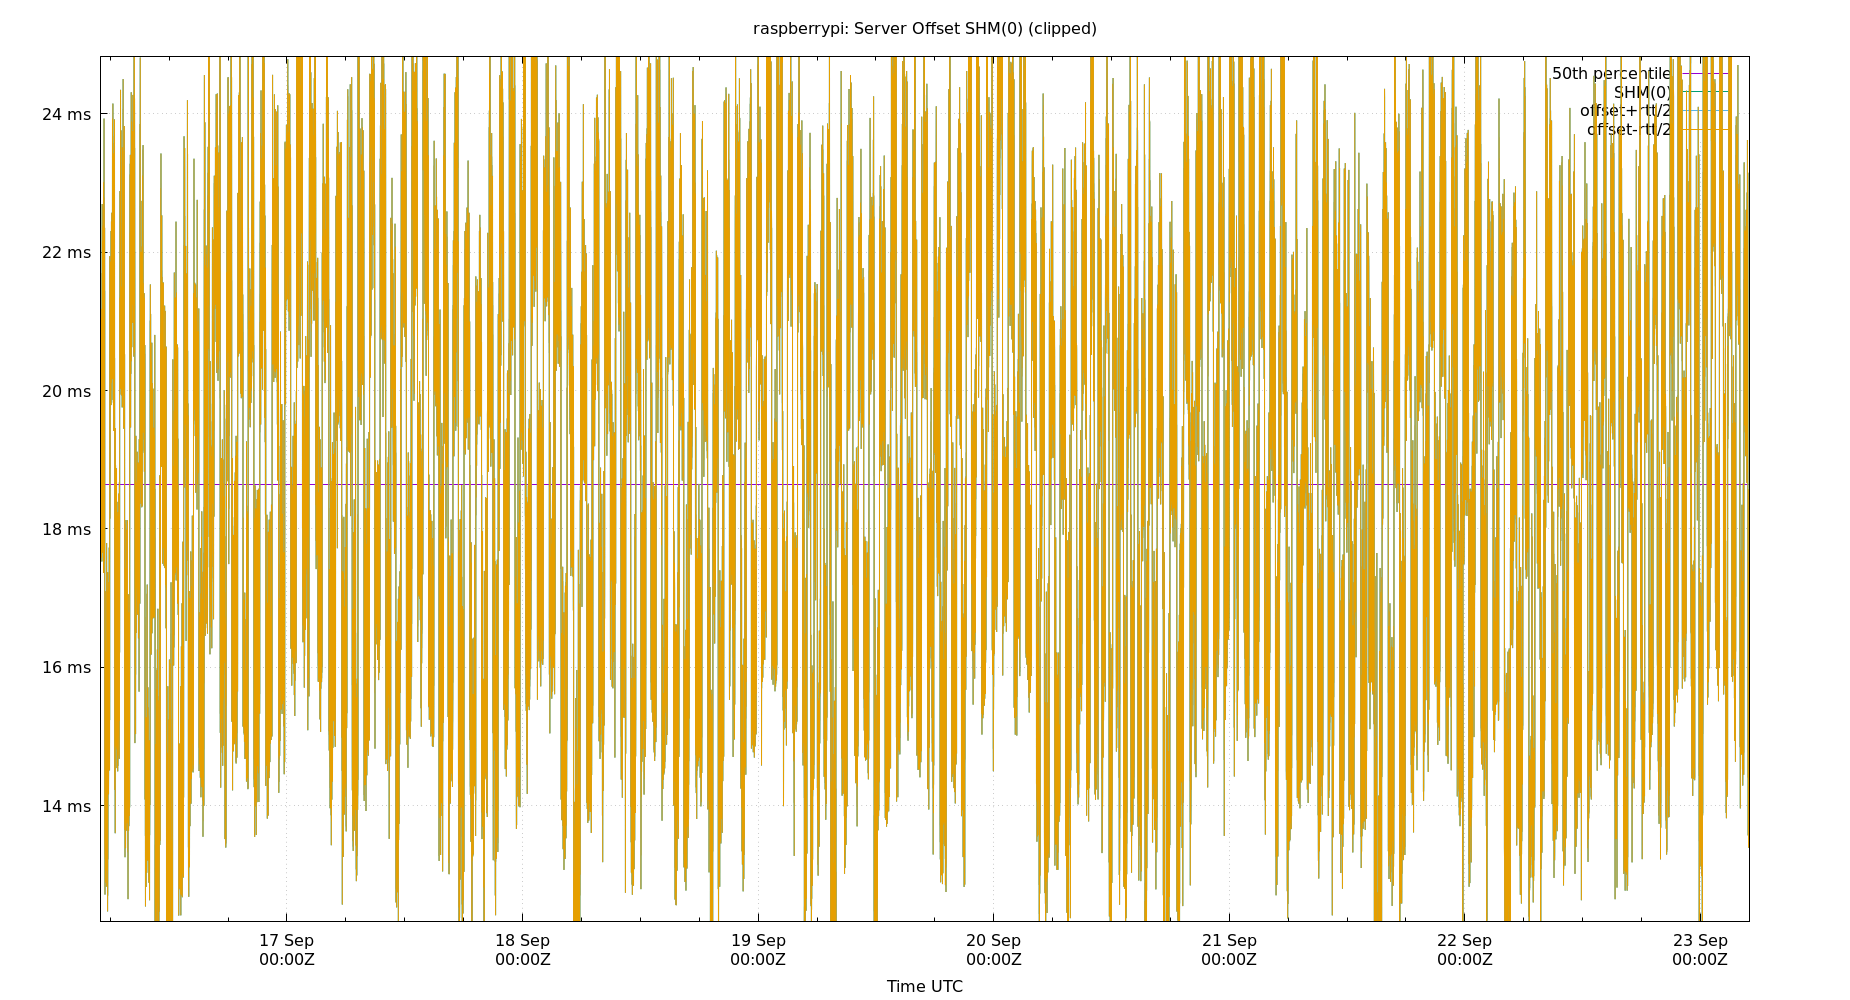 raspberrypi: Server Offset SHM(0) (clipped)
50th percentile
SHM(0)
offset+rtt/2
offset-rtt/2
24 ms
22 ms
20 ms
18 ms
16 ms
14 ms
17 Sep 18 Sep 19 Sep 20 Sep 21 Sep 22 Sep 23 Sep
00:00Z 00:00Z 00:00Z 00:00Z 00:00Z 00:00Z 00:00Z
Time UTC